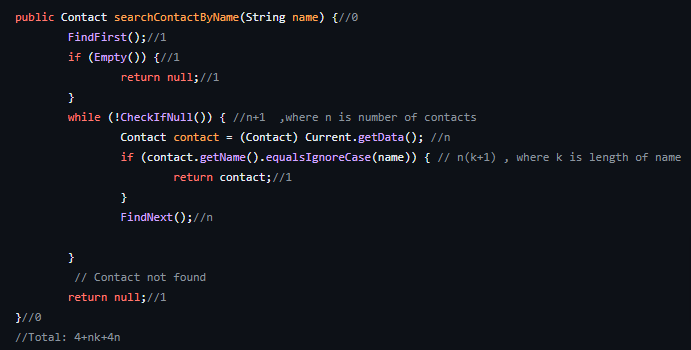 public Contact searchContactByName(String name) {//0
FindFirst();//1
if (Empty()) {//1
return null;//1
}
while (!CheckIfNull()) { //n+1  ,where n is number of contacts
Contact contact = (Contact) Current.getData(); //n
if (contact.getName().equalsIgnoreCase(name)) { // n(k+1) , where k is length of name
return contact;//1
}
FindNext();//n
}
// Contact not found
return null;//1
}//0
//Total: 4+nk+4n